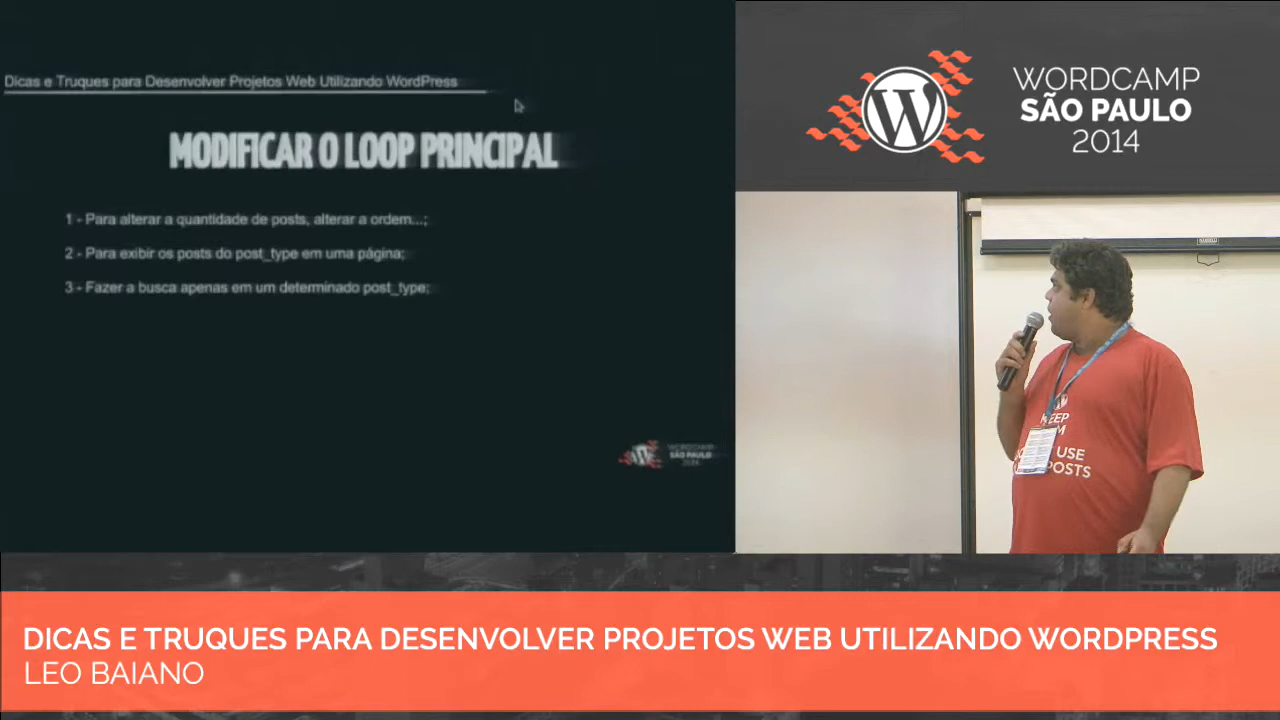 Dicas e Truques para Desenvolver Projetos Web Utilizando WordPress
MODIFICAR O LOOP PRINCIPAL
1 - Para alterar a quantidade de posts, alterar a ordem...;
2 - Para exibir os posts do post_type em uma página;
3 - Fazer a busca apenas em um determinado post_type;
WORDCAMP
SÃO PAULO
2014
WORDCAMP
SÃO PAULO
2014
KEEP
USE
POSTS
DICAS E TRUQUES PARA DESENVOLVER PROJETOS WEB UTILIZANDO WORDPRESS
LEO BAIANO